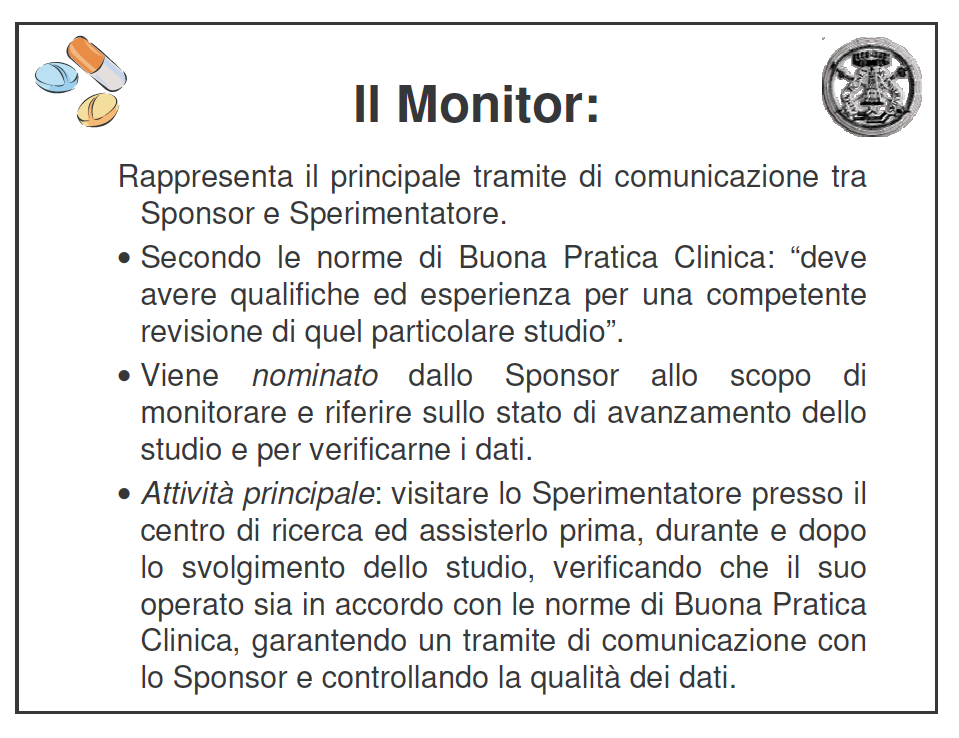 Il Monitor:
Rappresenta il principale tramite di comunicazione tra
Sponsor e Sperimentatore.
• Secondo le norme di Buona Pratica Clinica: “deve
avere qualifiche ed esperienza per una competente
revisione di quel particolare studio”.
• Viene nominato dallo Sponsor allo scopo di
monitorare e riferire sullo stato di avanzamento dello
studio e per verificarne i dati.
• Attività principale: visitare lo Sperimentatore presso il
centro di ricerca ed assisterlo prima, durante e dopo
lo svolgimento dello studio, verificando che il suo
operato sia in accordo con le norme di Buona Pratica
Clinica, garantendo un tramite di comunicazione con
lo Sponsor e controllando la qualità dei dati.